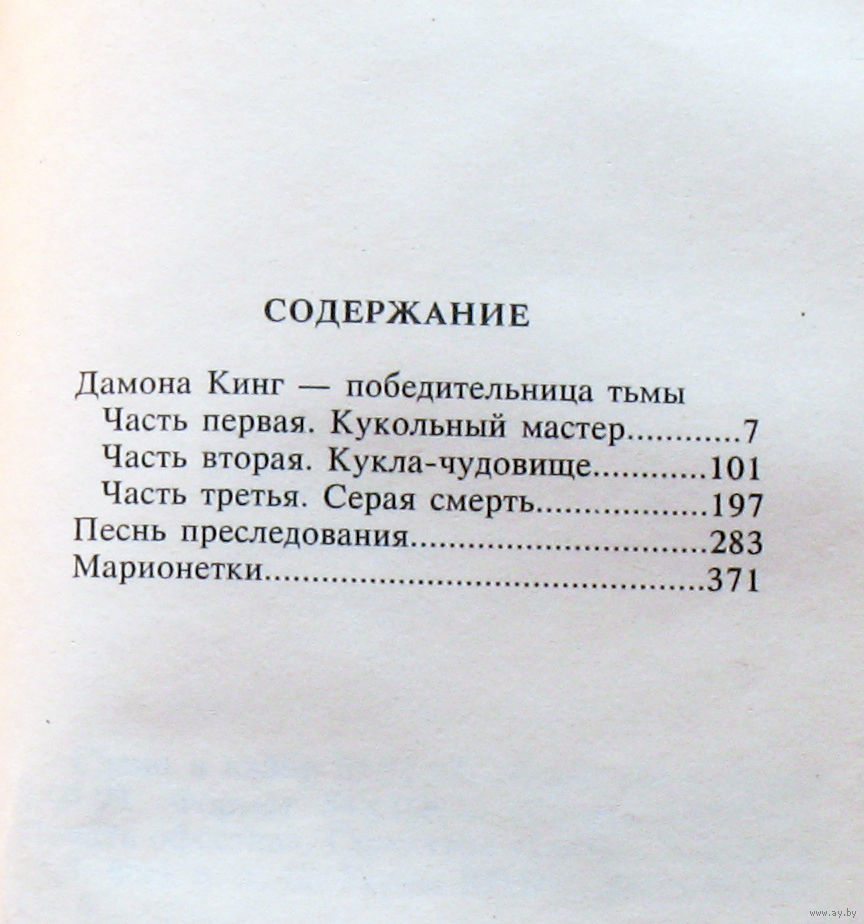 СОДЕРЖАНИЕ
Дамона Кинг — победительница тьмы
Часть первая. Кукольный мастер............7
Часть вторая. Кукла-чудовище............101
Часть третья. Серая смерть..................197
Песнь преследования...............................283
Марионетки..............................................371
www.ay.by